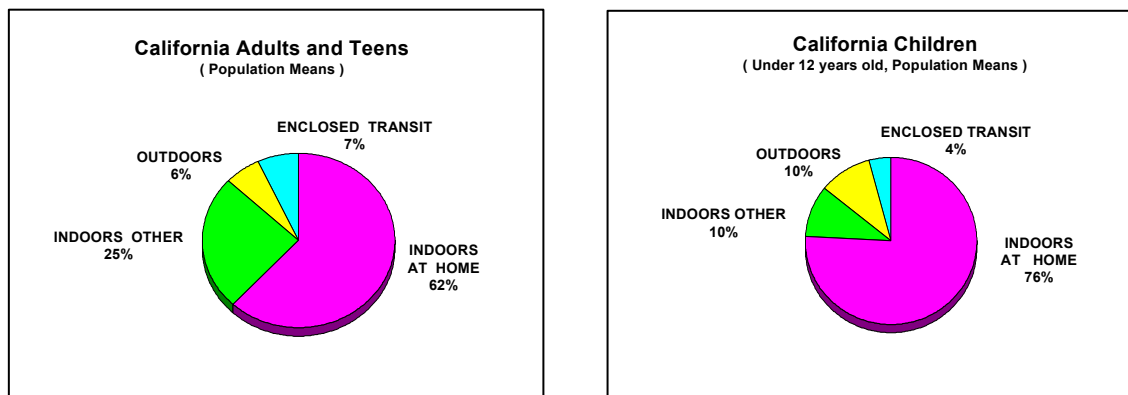 California Adults and Teens
( Population Means )
ENCLOSED TRANSIT
7%
OUTDOORS
6%
INDOORS OTHER
25%
INDOORS
AT HOME
62%
California Children
( Under 12 years old, Population Means )
ENCLOSED TRANSIT
4%
OUTDOORS
10%
INDOORS OTHER
10%
INDOORS
AT HOME
76%